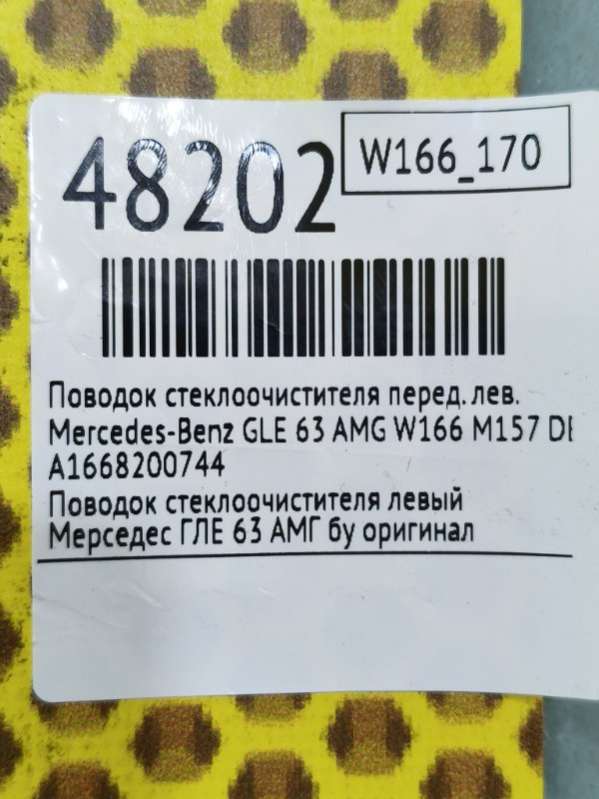 48202
W166_170
Поводок стеклоочистителя перед. лев.
Mercedes-Benz GLE 63 AMG W166 M157
A1668200744
Поводок стеклоочистителя левый
Мерседес ГЛЕ 63 АМГ бу оригинал